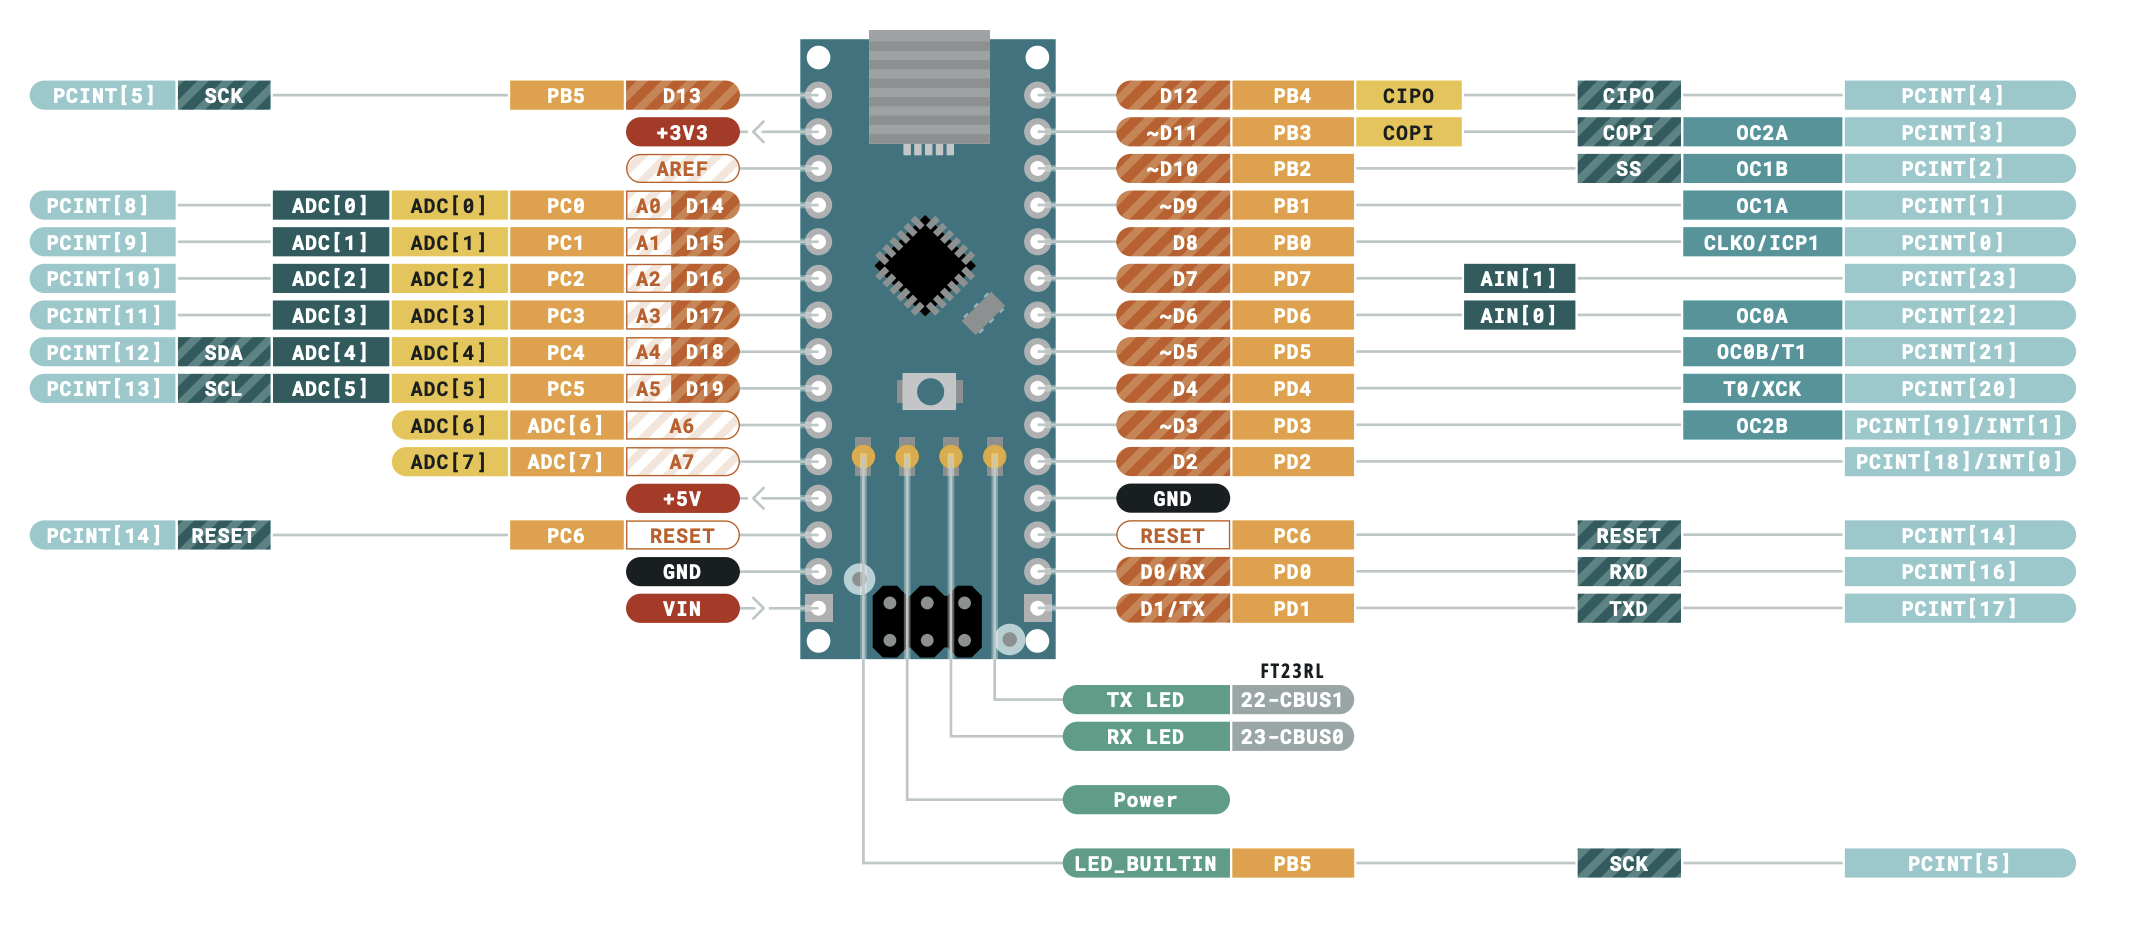 PCINT[5] SCK PB5 D13 D12 PB4 CIPO CIPO PCINT[4]
+3V3 ~D11 PB3 COPI COPI OC2A PCINT[3]
AREF ~D10 PB2 SS OC1B PCINT[2]
PCINT[8] ADC[0] ADC[0] PC0 A0 D14 ~D9 PB1 OC1A PCINT[1]
PCINT[9] ADC[1] ADC[1] PC1 A1 D15 D8 PB0 CLKO/ICP1 PCINT[0]
PCINT[10] ADC[2] ADC[2] PC2 A2 D16 D7 PD7 AIN[1] PCINT[23]
PCINT[11] ADC[3] ADC[3] PC3 A3 D17 ~D6 PD6 AIN[0] OC0A PCINT[22]
PCINT[12] SDA ADC[4] ADC[4] PC4 A4 D18 ~D5 PD5 OC0B/T1 PCINT[21]
PCINT[13] SCL ADC[5] ADC[5] PC5 A5 D19 D4 PD4 T0/XCK PCINT[20]
ADC[6] ADC[6] A6 ~D3 PD3 OC2B PCINT[19]/INT[1]
ADC[7] ADC[7] A7 D2 PD2 PCINT[18]/INT[0]
+5V GND
PCINT[14] RESET PC6 RESET RESET PC6 RESET PCINT[14]
GND D0/RX PD0 RXD PCINT[16]
VIN D1/TX PD1 TXD PCINT[17]
FT23RL
TX LED 22-CBUS1
RX LED 23-CBUS0
Power
LED_BUILTIN PB5 SCK PCINT[5]